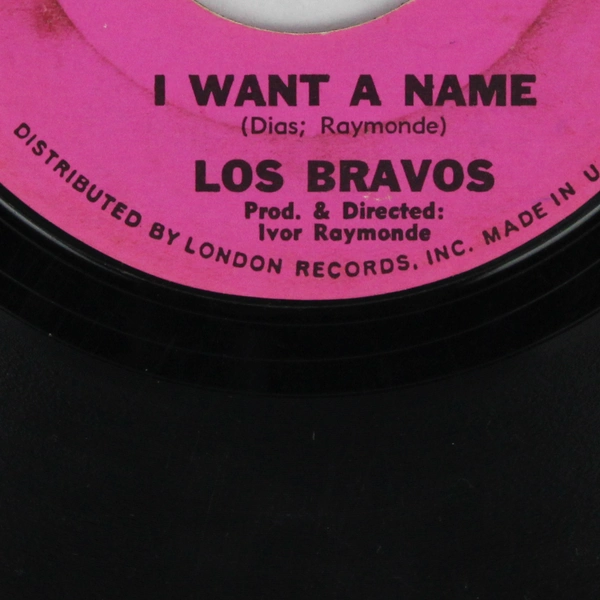 I WANT A NAME
(Dias; Raymonde)
LOS BRAVOS
Prod. & Directed:
Ivor Raymonde
DISTRIBUTED BY LONDON RECORDS, INC. MADE IN U